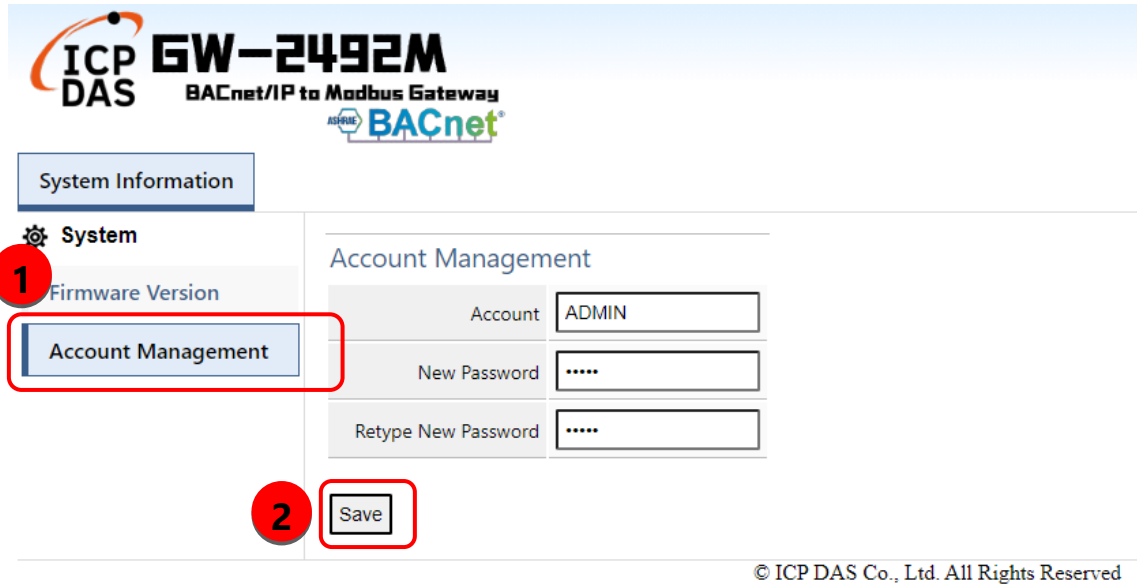 ICP
DAS
GW-2492M
BACnet/IP to Modbus Gateway
ASHRAE BACnet®
System Information
System
1
Firmware Version
Account Management
Account Management
Account ADMIN
New Password •••••
Retype New Password •••••
2
Save
© ICP DAS Co., Ltd. All Rights Reserved